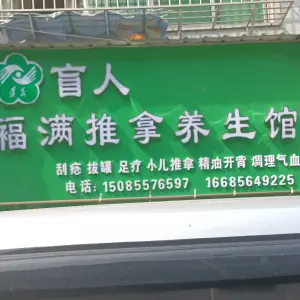 盲人
福满推拿养生馆
刮痧 拔罐 足疗 小儿推拿 精油开背 调理气血
电话: 15085576597 16685649225